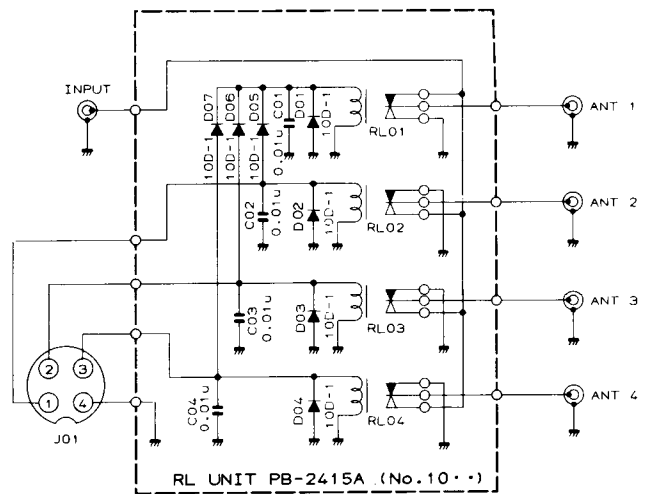 INPUT
D07
D06
D05
C01
D01
10D-1
10D-1
10D-1
0.01u
10D-1
RL01
ANT 1
C02
0.01u
D02
10D-1
RL02
ANT 2
C03
0.01u
D03
10D-1
RL03
ANT 3
2
3
1
4
J01
C04
0.01u
D04
10D-1
RL04
ANT 4
RL UNIT PB-2415A (No.10··)